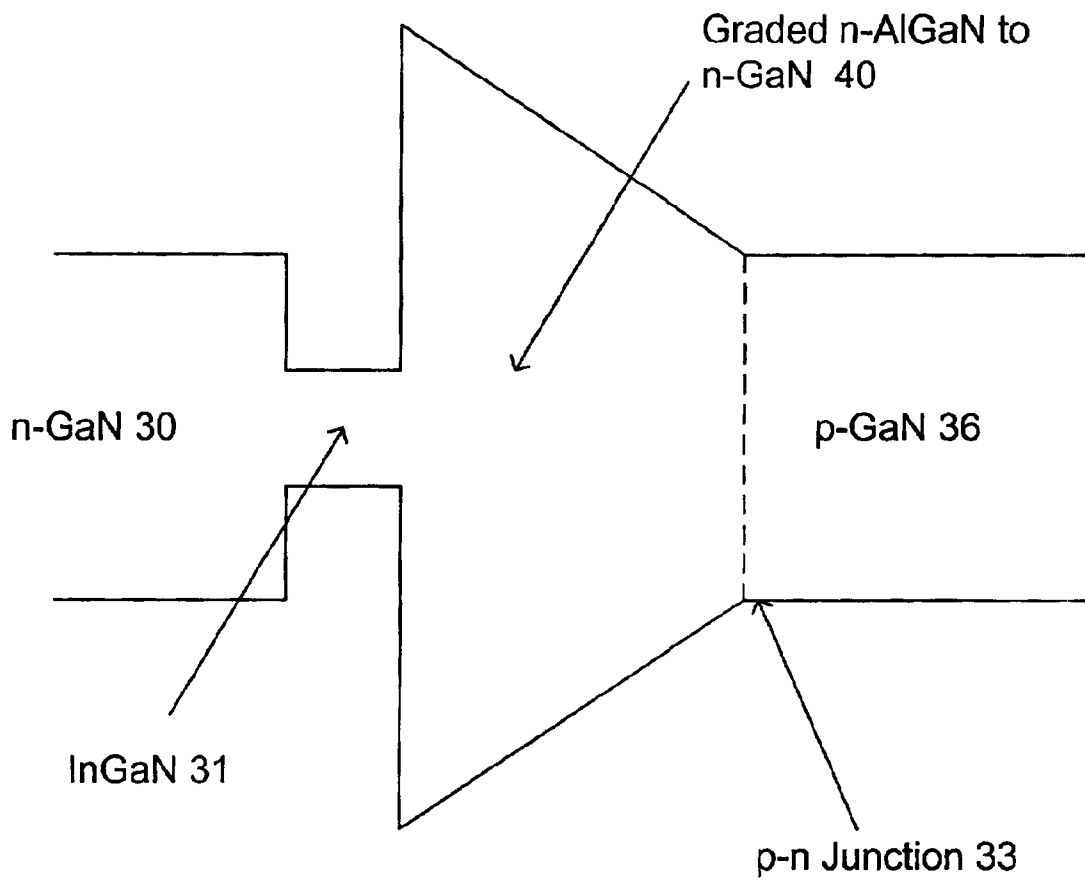 Graded n-AlGaN to
n-GaN 40
n-GaN 30
p-GaN 36
InGaN 31
p-n Junction 33